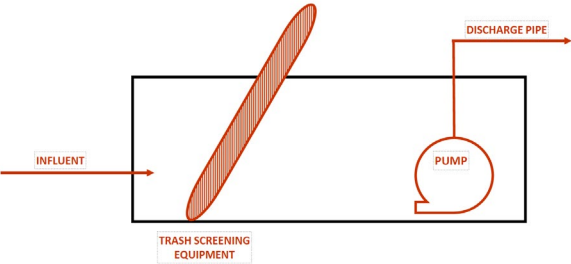 DISCHARGE PIPE
INFLUENT
PUMP
TRASH SCREENING
EQUIPMENT